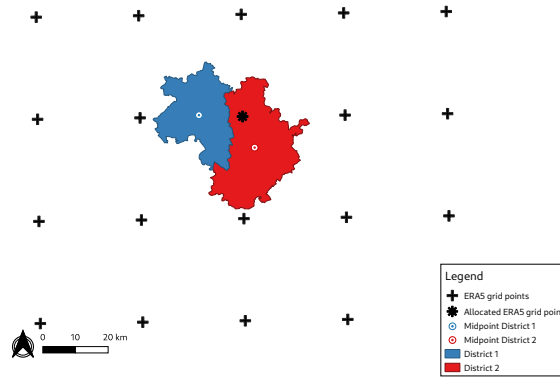 Legend
ERA5 grid points
Allocated ERA5 grid poin
Midpoint District 1
Midpoint District 2
District 1
District 2
0 10 20 km